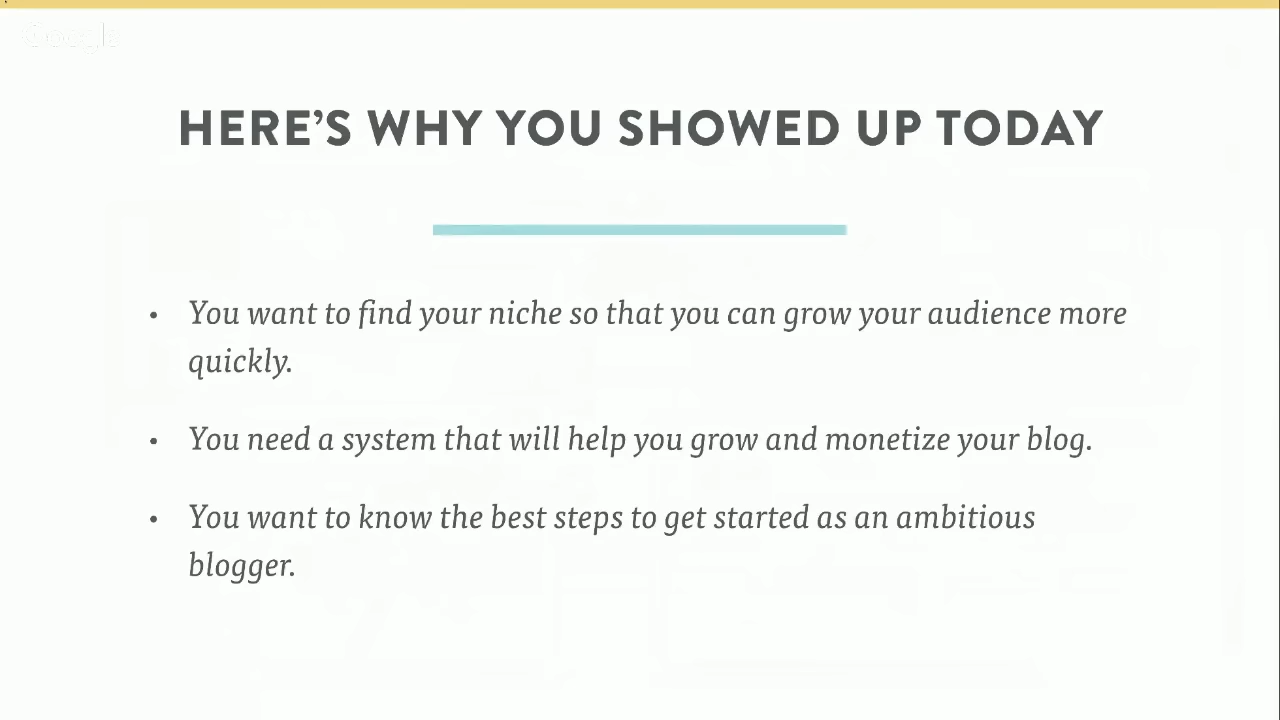 HERE’S WHY YOU SHOWED UP TODAY
• You want to find your niche so that you can grow your audience more
quickly.
• You need a system that will help you grow and monetize your blog.
• You want to know the best steps to get started as an ambitious
blogger.